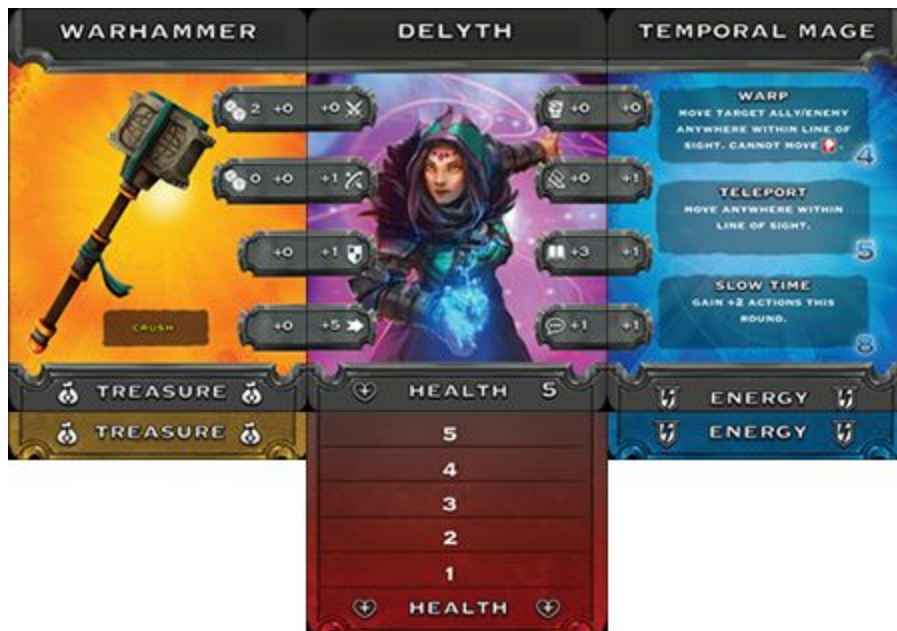 WARHAMMER
DELYTH
TEMPORAL MAGE
2 +0 +0
0 +0 +1
+0 +1
+0 +5
CRUSH
+0 +0
+0 +1
+3 +1
+1 +1
WARP
MOVE TARGET ALLY/ENEMY
ANYWHERE WITHIN LINE OF
SIGHT. CANNOT MOVE .
4
TELEPORT
MOVE ANYWHERE WITHIN
LINE OF SIGHT.
5
SLOW TIME
GAIN +2 ACTIONS THIS
ROUND.
8
TREASURE
HEALTH 5
ENERGY
TREASURE
ENERGY
5
4
3
2
1
HEALTH